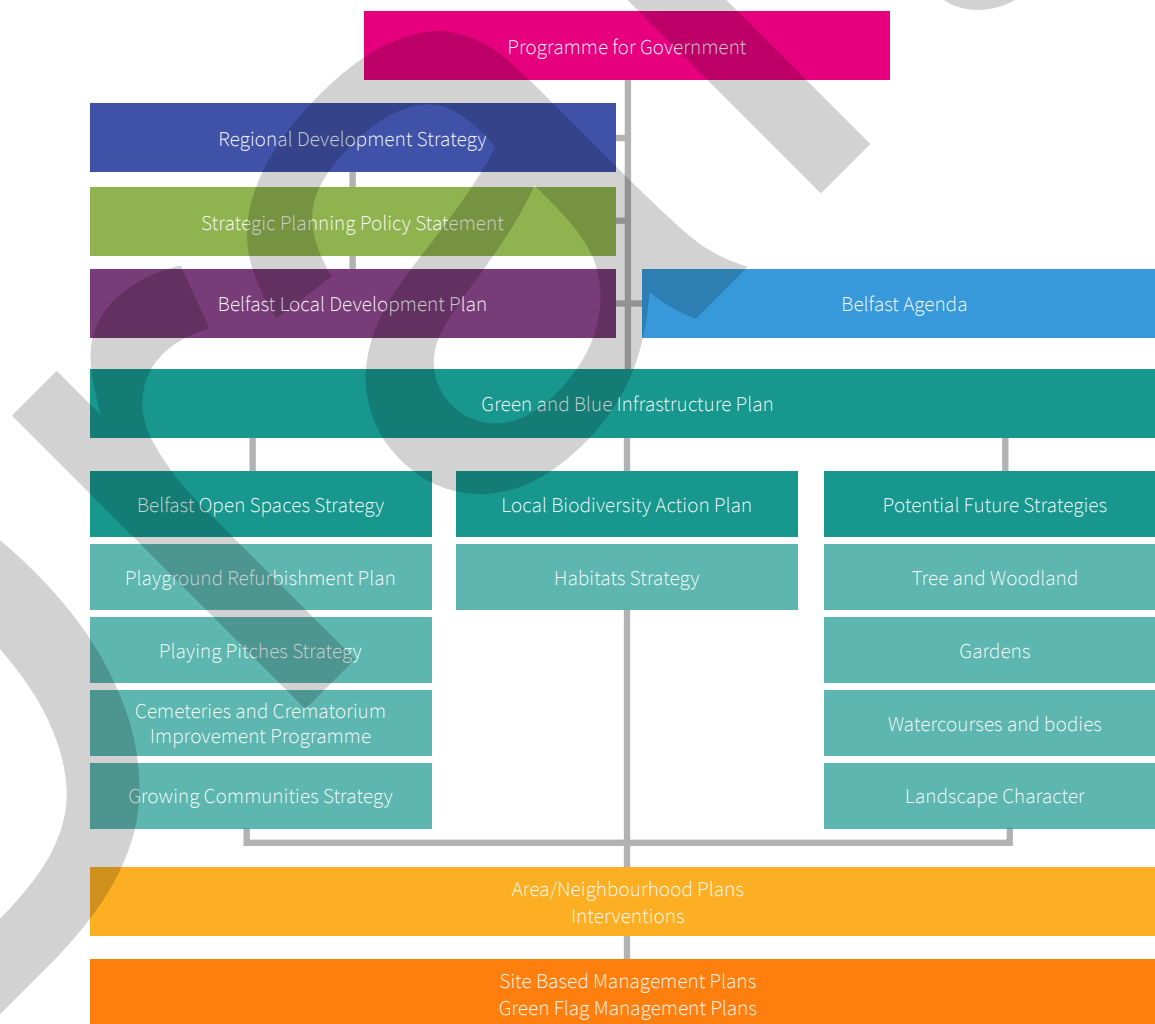 Programme for Government
Regional Development Strategy
Strategic Planning Policy Statement
Belfast Local Development Plan
Belfast Agenda
Green and Blue Infrastructure Plan
Belfast Open Spaces Strategy
Playground Refurbishment Plan
Playing Pitches Strategy
Cemeteries and Crematorium
Improvement Programme
Growing Communities Strategy
Local Biodiversity Action Plan
Habitats Strategy
Potential Future Strategies
Tree and Woodland
Gardens
Watercourses and bodies
Landscape Character
Area/Neighbourhood Plans
Interventions
Site Based Management Plans
Green Flag Management Plans
Draft